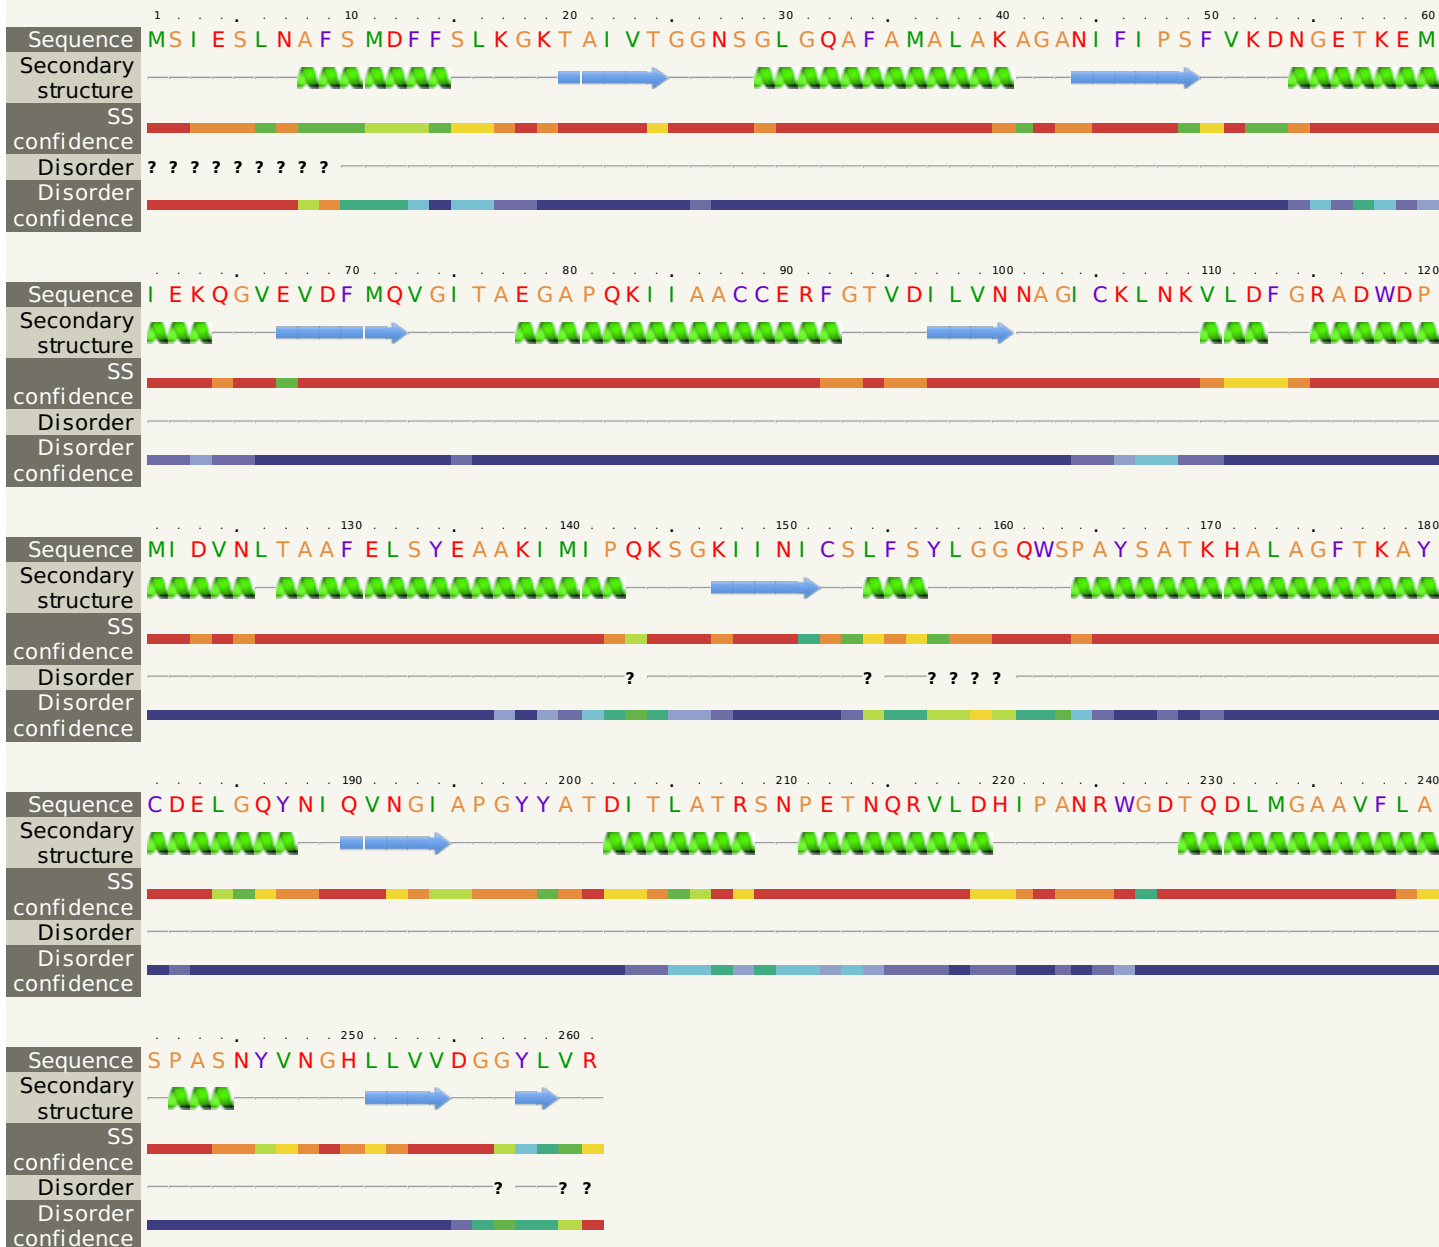 1 10 20 30 40 50 60
Sequence MSIESLNAFSMDFFSLKGKTAIVTGGNSGLGQAFAMALAKAGANIFIPSFVKDNGETKEM
Secondary
structure
SS
confidence
Disorder ? ? ? ? ? ? ? ? ?
Disorder
confidence
70 80 90 100 110 120
Sequence IEKQGVEVDFMQVGITAEGAPQKIIAACCERFGTVDILVNNAGICKLNKVLDFGRADWDP
Secondary
structure
SS
confidence
Disorder
Disorder
confidence
130 140 150 160 170 180
Sequence MIDVNLTAAFELSYEAAKIMIPQKSGKIINICSLFSYLGGQWSPAYSATKHALAGFTKAY
Secondary
structure
SS
confidence
Disorder ? ? ? ? ? ?
Disorder
confidence
190 200 210 220 230 240
Sequence CDELGQYNIQVNGIAPGYYATDITLATRSNPETNQRVLDHIPANRWGDTQDLMGAAVFLA
Secondary
structure
SS
confidence
Disorder
Disorder
confidence
250 260
Sequence SPASNYVNGHLLVVDGGYLVR
Secondary
structure
SS
confidence
Disorder ? ? ?
Disorder
confidence